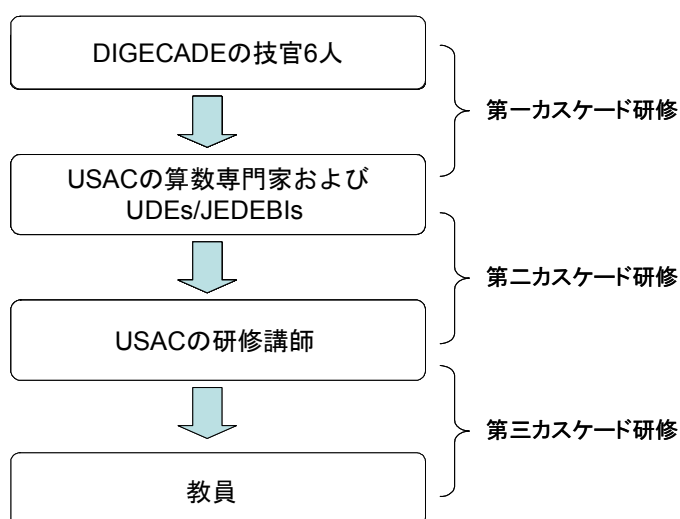 DIGECADEの技官6人
第一カスケード研修
USACの算数専門家および
UDEs/JEDEBIs
第二カスケード研修
USACの研修講師
第三カスケード研修
教員